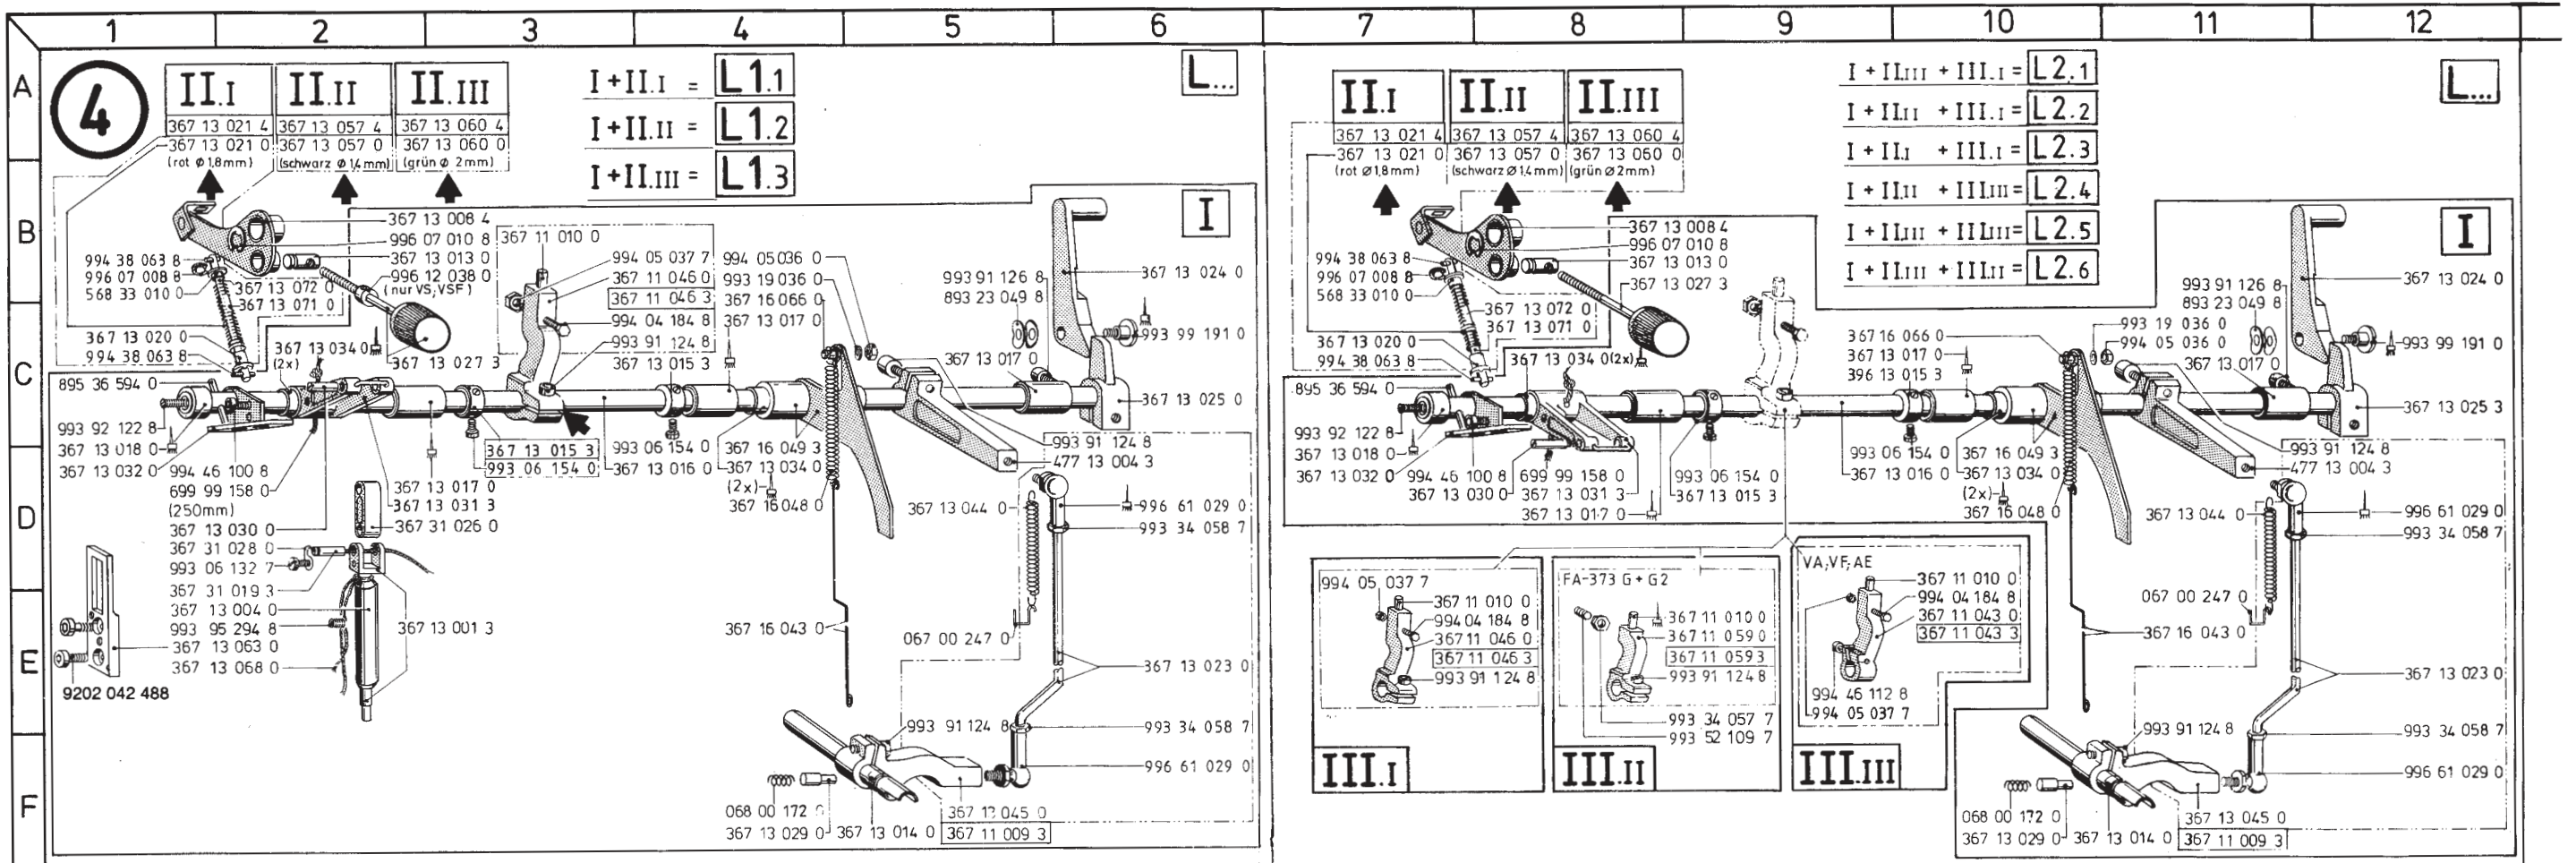 1 2 3 4 5 6 7 8 9 10 11 12
A
B
C
D
E
F
4
II.I II.II II.III
367 13 021 4 367 13 057 4 367 13 060 4
367 13 021 0 367 13 057 0 367 13 060 0
(rot Ø 1,8mm) (schwarz Ø 1,4mm) (grün Ø 2mm)
I + II.I = L1.1
I + II.II = L1.2
I + II.III = L1.3
L...
I
367 13 008 4
996 07 010 8
367 13 013 0
996 12 038 0
(nur VS, VSF)
994 38 063 8
996 07 008 8
568 33 010 0
367 13 072 0
367 13 071 0
367 13 020 0
994 38 063 8
367 13 034 0
(2x)
367 13 027 3
895 36 594 0
993 92 122 8
367 13 018 0
367 13 032 0
994 46 100 8
699 99 158 0
(250mm)
367 13 030 0
367 31 028 0
993 06 132 7
367 31 019 3
367 13 004 0
993 95 294 8
367 13 063 0
367 13 068 0
9202 042 488
367 13 017 0
367 13 031 3
367 31 026 0
367 13 001 3
367 11 010 0
994 05 037 7
367 11 046 0
367 11 046 3
994 04 184 8
993 91 124 8
367 13 015 3
367 13 015 3
993 06 154 0
993 06 154 0
367 13 016 0
994 05 036 0
993 19 036 0
367 16 066 0
367 13 017 0
367 16 049 3
367 13 034 0
(2x)
367 16 048 0
367 16 043 0
993 91 126 8
893 23 049 8
367 13 017 0
367 13 024 0
993 99 191 0
367 13 025 0
993 91 124 8
477 13 004 3
367 13 044 0
996 61 029 0
993 34 058 7
067 00 247 0
367 13 023 0
993 91 124 8
993 34 058 7
996 61 029 0
068 00 172 0
367 13 029 0
367 13 014 0
367 13 045 0
367 11 009 3
II.I II.II II.III
367 13 021 4 367 13 057 4 367 13 060 4
367 13 021 0 367 13 057 0 367 13 060 0
(rot Ø 1,8mm) (schwarz Ø 1,4mm) (grün Ø 2mm)
I + II.III + III.I = L2.1
I + II.II + III.I = L2.2
I + II.I + III.I = L2.3
I + II.II + III.III = L2.4
I + II.III + III.III = L2.5
I + II.III + III.II = L2.6
L...
I
367 13 008 4
996 07 010 8
367 13 013 0
367 13 027 3
994 38 063 8
996 07 008 8
568 33 010 0
367 13 072 0
367 13 071 0
367 13 020 0
994 38 063 8
367 13 034 0 (2x)
895 36 594 0
993 92 122 8
367 13 018 0
367 13 032 0
994 46 100 8
367 13 030 0
699 99 158 0
367 13 031 3
367 13 017 0
993 06 154 0
367 13 015 3
367 16 066 0
367 13 017 0
396 13 015 3
993 19 036 0
994 05 036 0
993 06 154 0
367 13 016 0
367 16 049 3
367 13 034 0
(2x)
367 16 048 0
993 91 126 8
893 23 049 8
367 13 017 0
367 13 024 0
993 99 191 0
367 13 025 3
993 91 124 8
477 13 004 3
367 13 044 0
996 61 029 0
993 34 058 7
067 00 247 0
367 16 043 0
367 13 023 0
993 91 124 8
993 34 058 7
996 61 029 0
068 00 172 0
367 13 029 0
367 13 014 0
367 13 045 0
367 11 009 3
994 05 037 7
367 11 010 0
994 04 184 8
367 11 046 0
367 11 046 3
993 91 124 8
III.I
FA-373 G + G2
367 11 010 0
367 11 059 0
367 11 059 3
993 91 124 8
993 34 057 7
993 52 109 7
III.II
VA, VF, AE
367 11 010 0
994 04 184 8
367 11 043 0
367 11 043 3
994 46 112 8
994 05 037 7
III.III